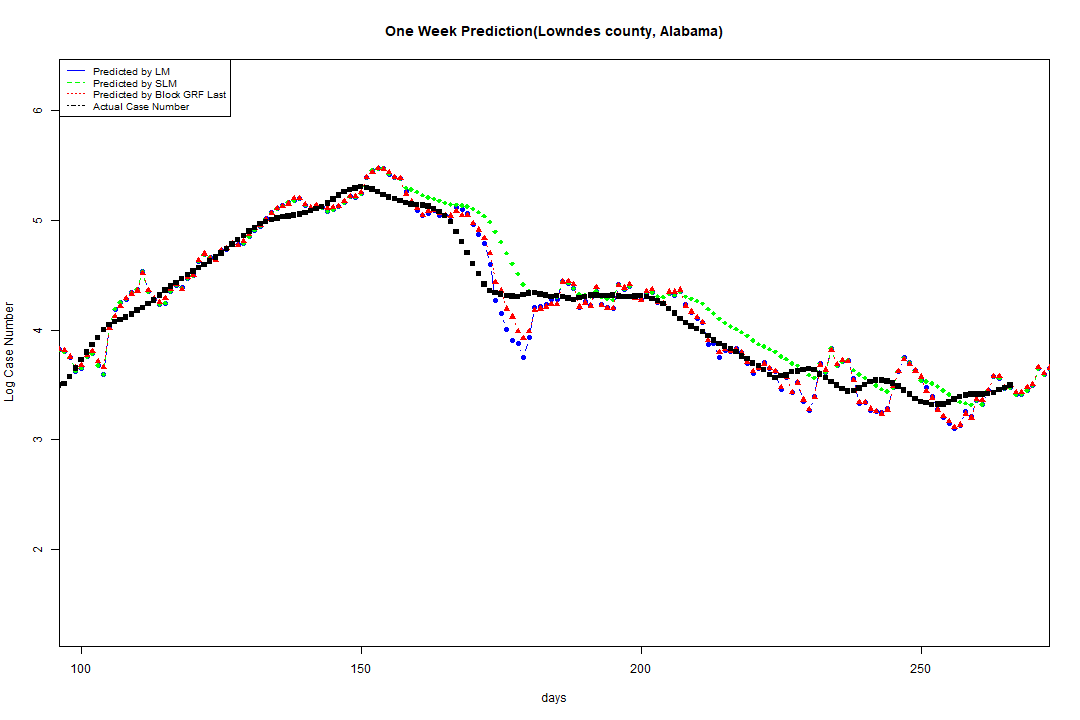 One Week Prediction(Lowndes county, Alabama)
Predicted by LM
Predicted by SLM
Predicted by Block GRF Last
Actual Case Number
6
5
4
3
2
Log Case Number
100 150 200 250
days